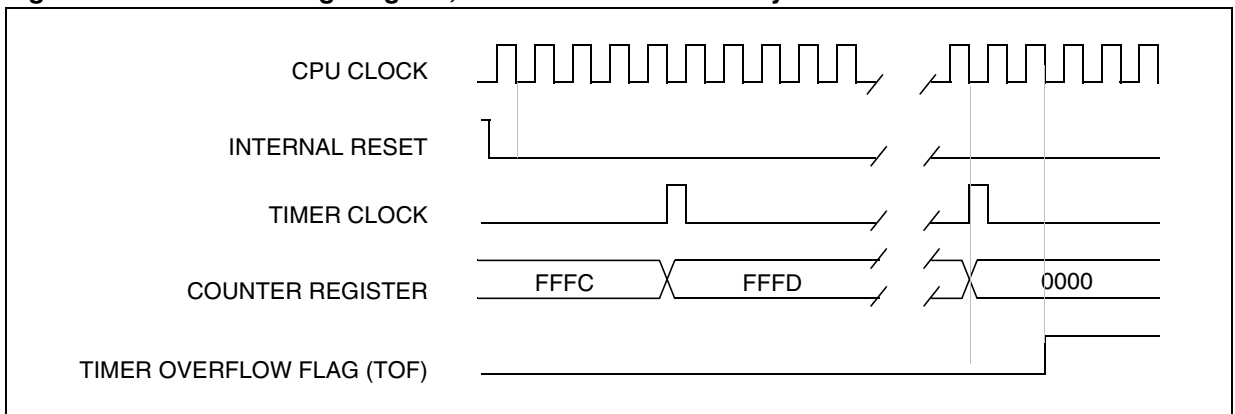 CPU CLOCK
INTERNAL RESET
TIMER CLOCK
COUNTER REGISTER FFFC FFFD 0000
TIMER OVERFLOW FLAG (TOF)